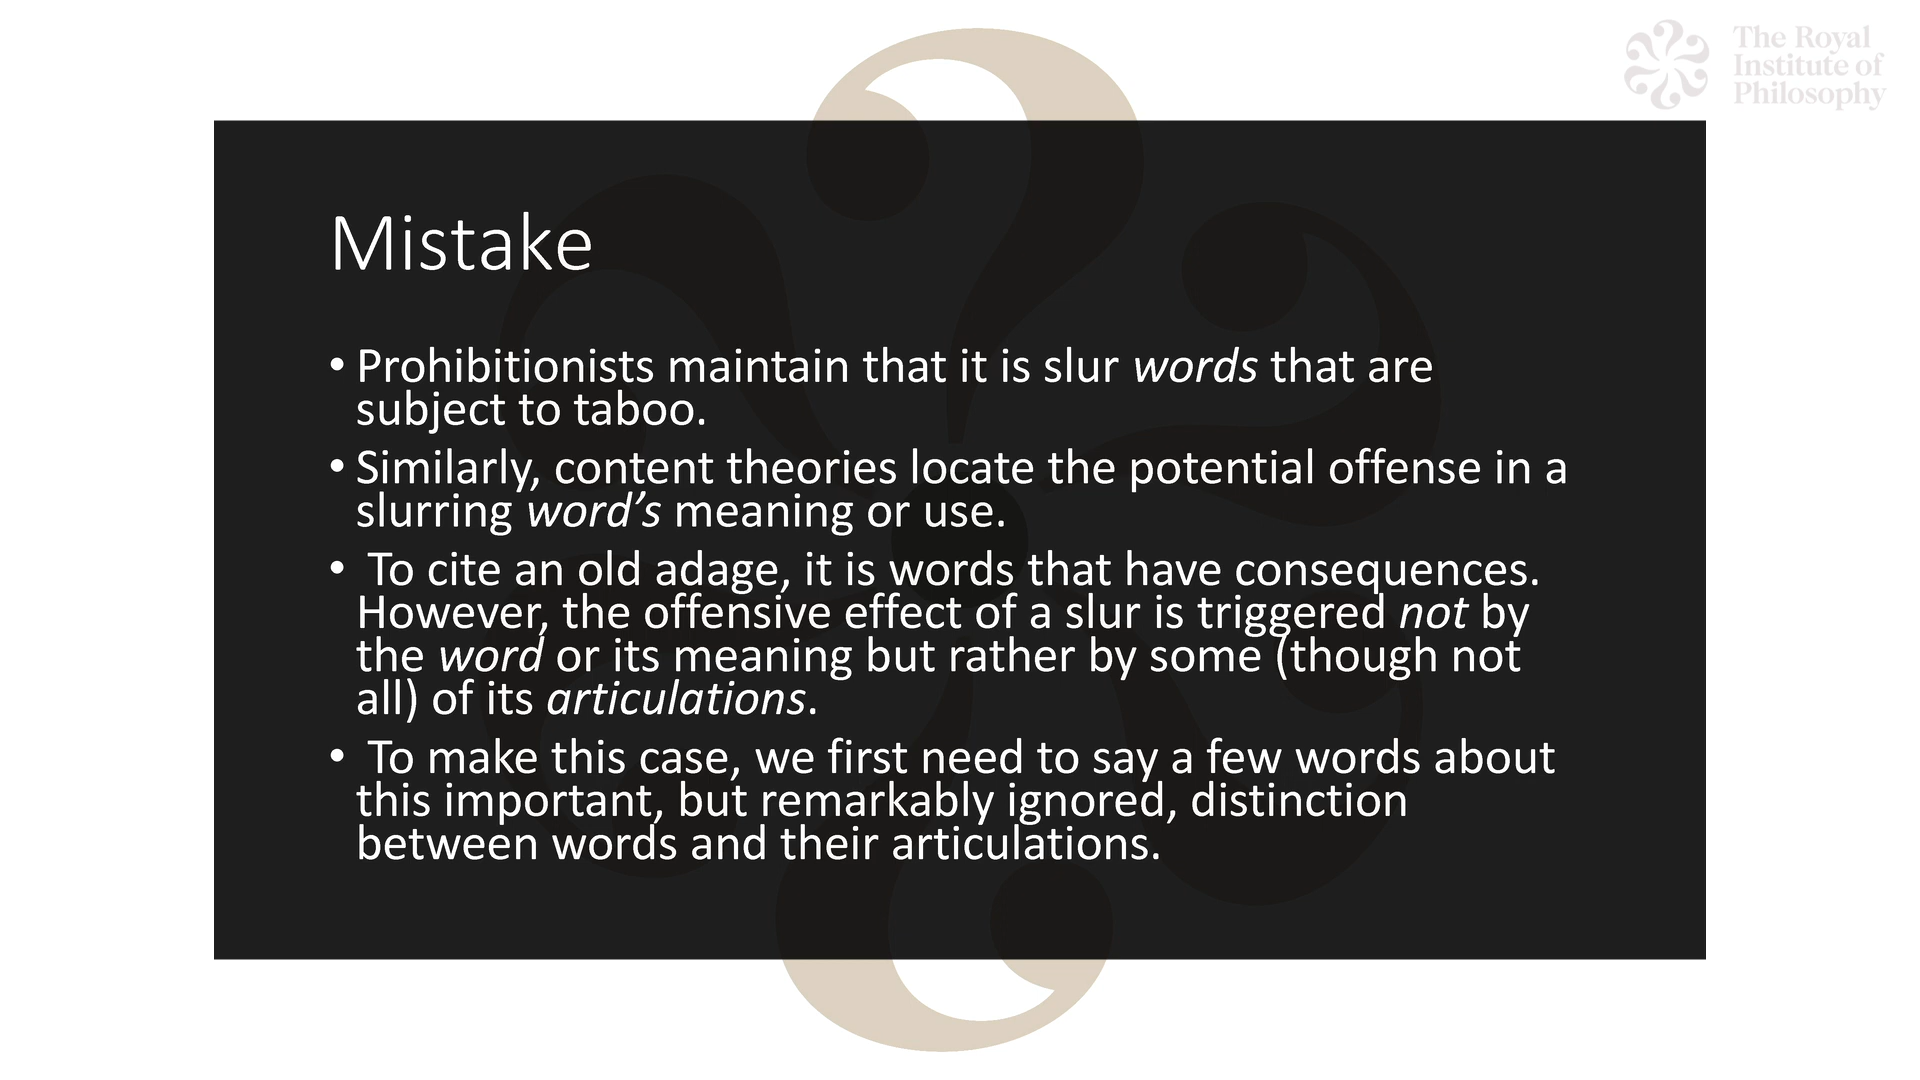 The Royal
Institute of
Philosophy
Mistake
• Prohibitionists maintain that it is slur words that are
subject to taboo.
• Similarly, content theories locate the potential offense in a
slurring word’s meaning or use.
• To cite an old adage, it is words that have consequences.
However, the offensive effect of a slur is triggered not by
the word or its meaning but rather by some (though not
all) of its articulations.
• To make this case, we first need to say a few words about
this important, but remarkably ignored, distinction
between words and their articulations.